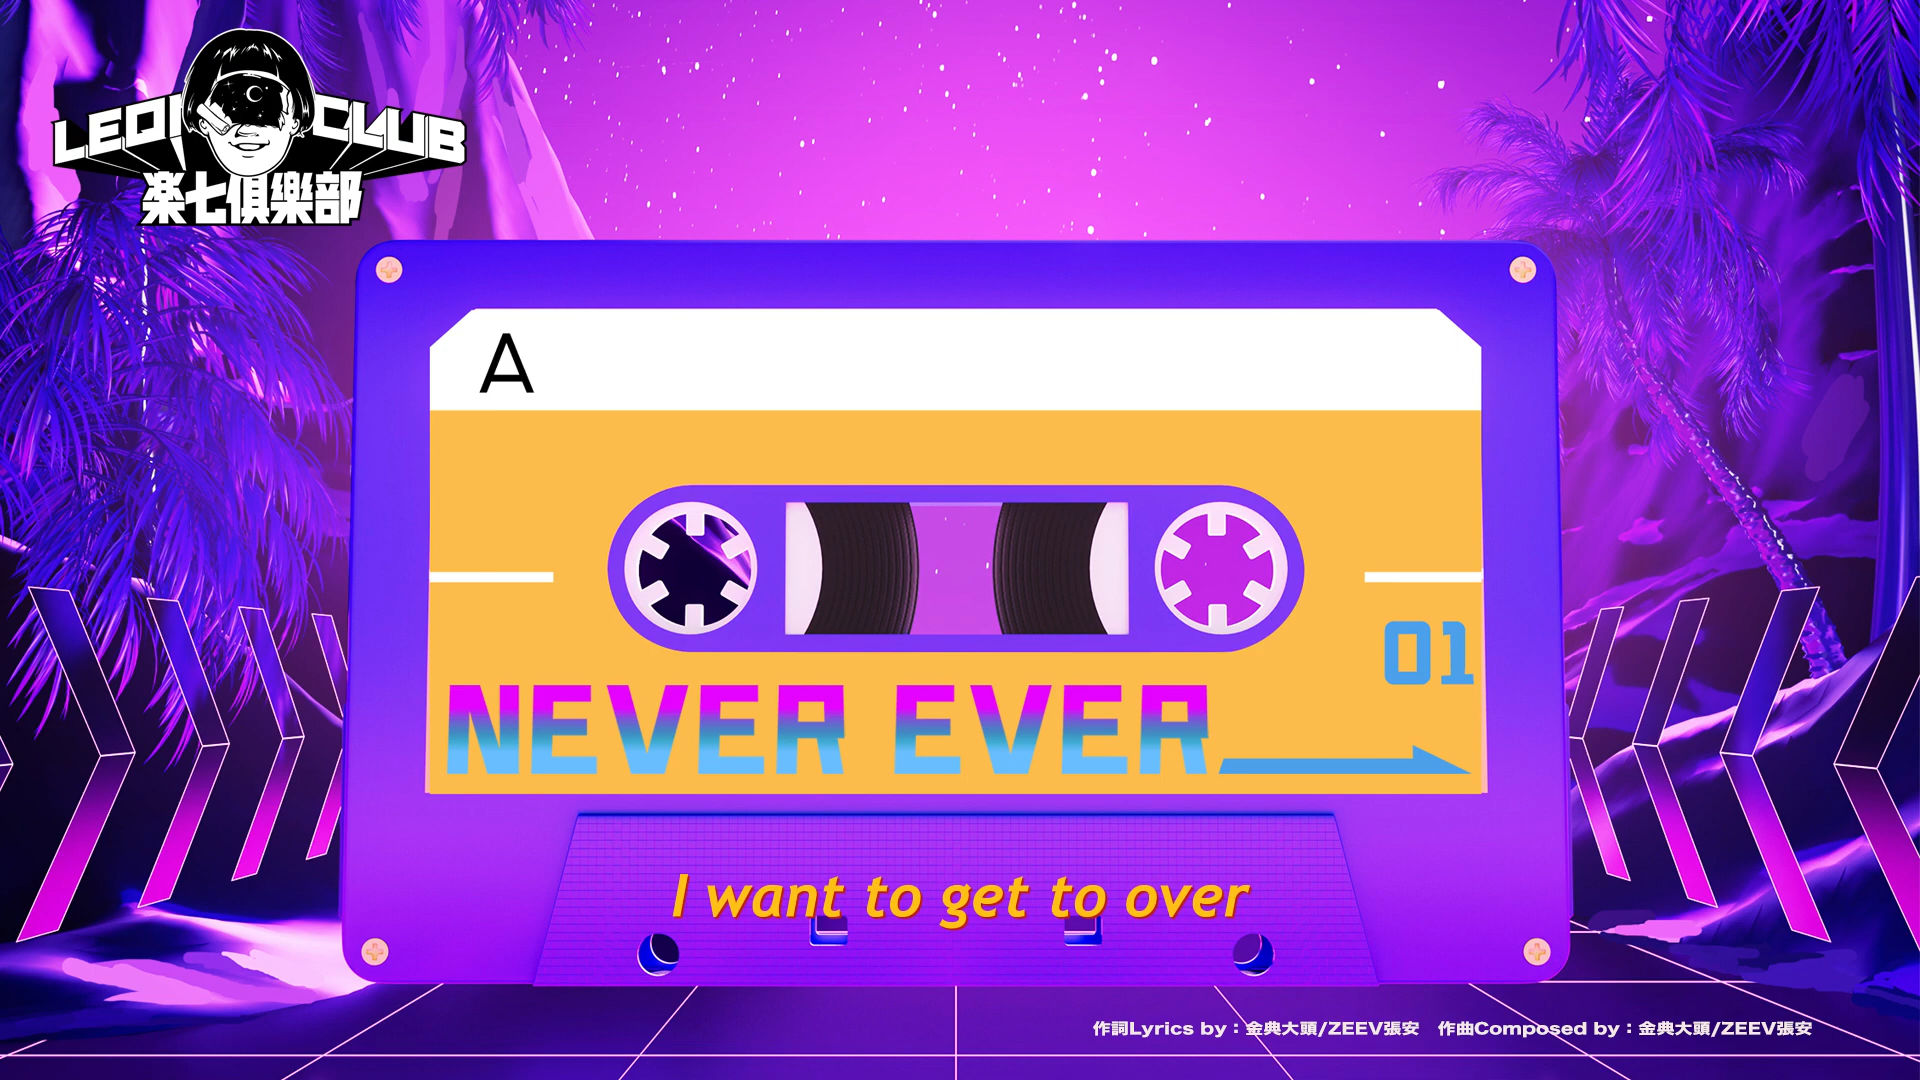 LEQI CLUB
楽七俱樂部
A
01
NEVER EVER
I want to get to over
作詞Lyrics by：金典大頭/ZEEV張安 作曲Composed by：金典大頭/ZEEV張安